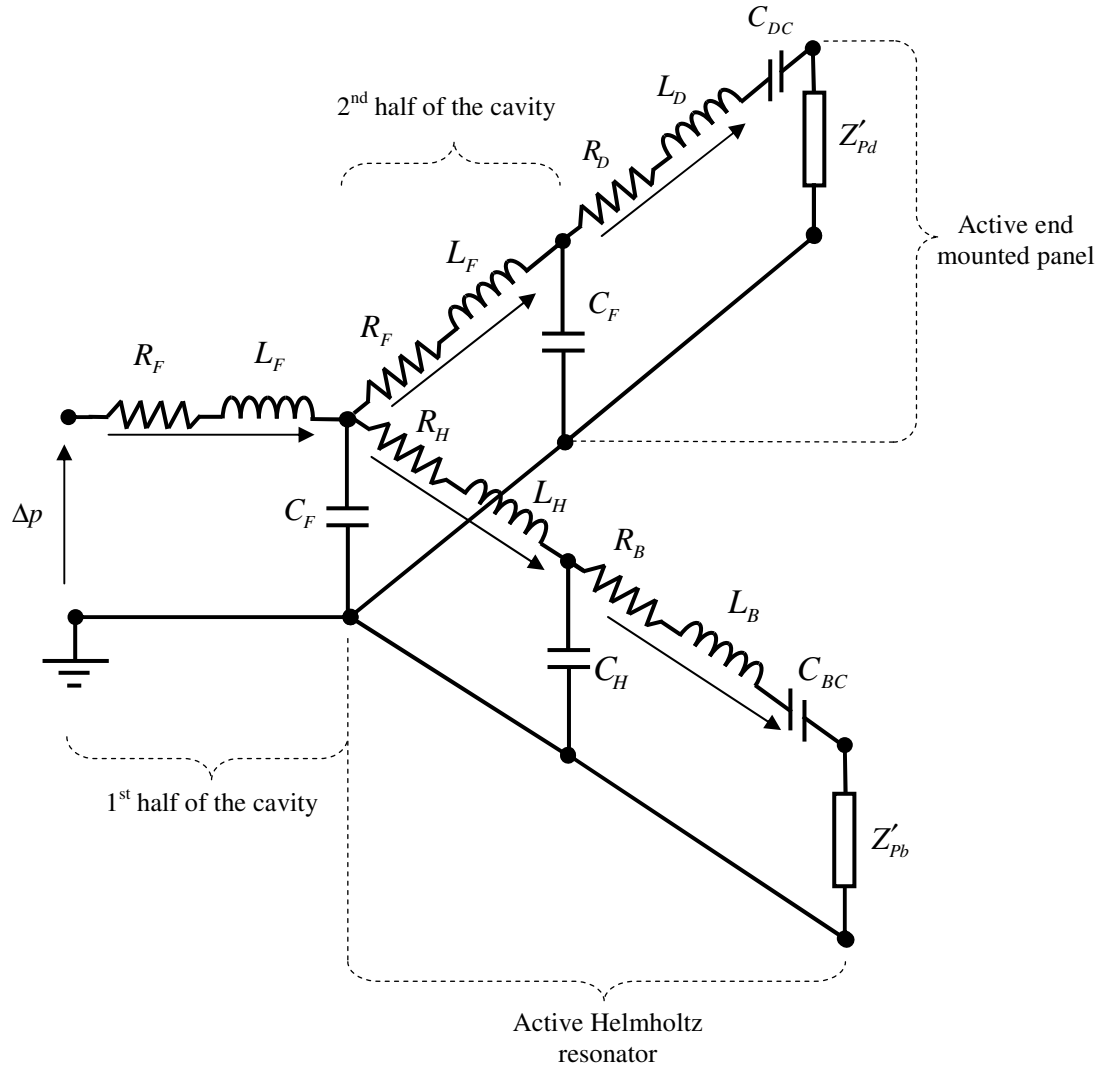 C_DC
2nd half of the cavity
L_D
R_D
Z′_Pd
Active end
mounted panel
L_F
C_F
R_F
R_F
L_F
R_H
C_F
L_H
Δp
R_B
L_B
C_H
C_BC
1st half of the cavity
Z′_Pb
Active Helmholtz
resonator